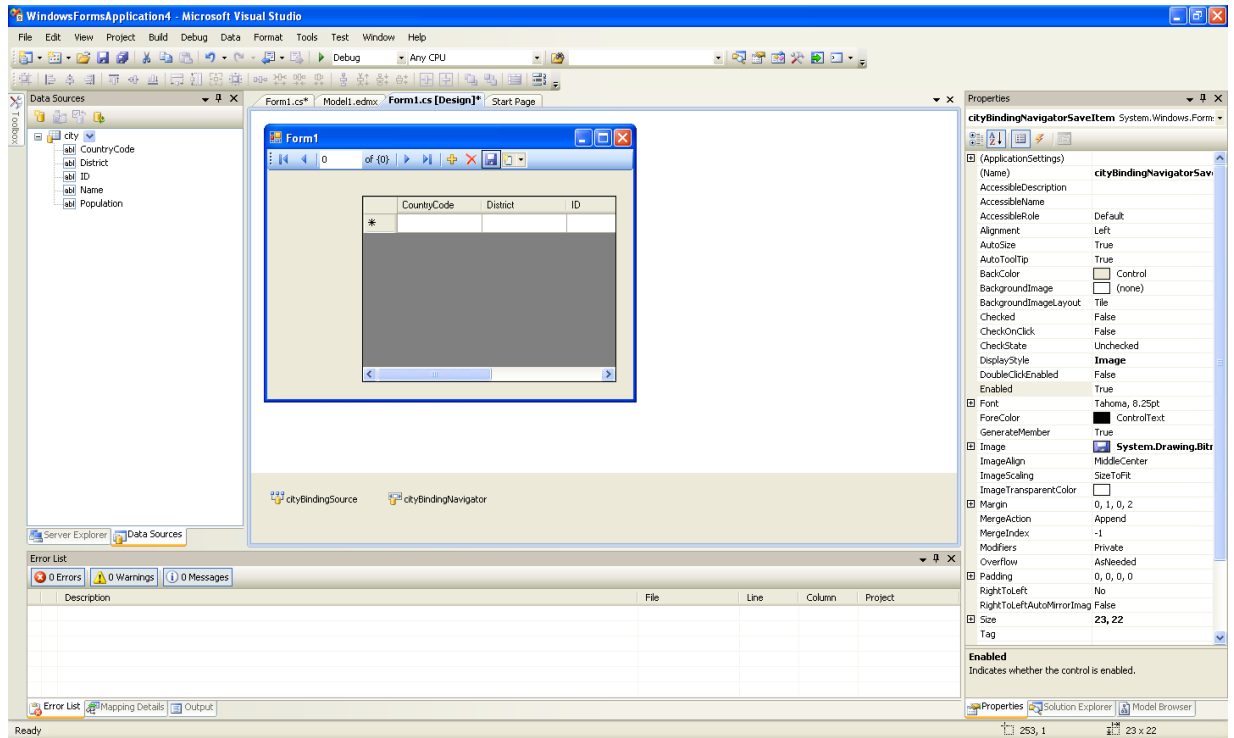 WindowsFormsApplication4 - Microsoft Visual Studio
File Edit View Project Build Debug Data Format Tools Test Window Help
Debug Any CPU
Toolbox
Data Sources
city
CountryCode
District
ID
Name
Population
Server Explorer Data Sources
Form1.cs* Model1.edmx Form1.cs [Design]* Start Page
Form1
0 of {0}
CountryCode District ID
cityBindingSource cityBindingNavigator
Error List
0 Errors 0 Warnings 0 Messages
Description File Line Column Project
Error List Mapping Details Output
Properties
cityBindingNavigatorSaveItem System.Windows.Form
(ApplicationSettings)
(Name) cityBindingNavigatorSav
AccessibleDescription
AccessibleName
AccessibleRole Default
Alignment Left
AutoSize True
AutoToolTip True
BackColor Control
BackgroundImage (none)
BackgroundImageLayout Tile
Checked False
CheckOnClick False
CheckState Unchecked
DisplayStyle Image
DoubleClickEnabled False
Enabled True
Font Tahoma, 8.25pt
ForeColor ControlText
GenerateMember True
Image System.Drawing.Bitr
ImageAlign MiddleCenter
ImageScaling SizeToFit
ImageTransparentColor
Margin 0, 1, 0, 2
MergeAction Append
MergeIndex -1
Modifiers Private
Overflow AsNeeded
Padding 0, 0, 0, 0
RightToLeft No
RightToLeftAutoMirrorImag False
Size 23, 22
Tag
Enabled
Indicates whether the control is enabled.
Properties Solution Explorer Model Browser
Ready 253, 1 23 x 22